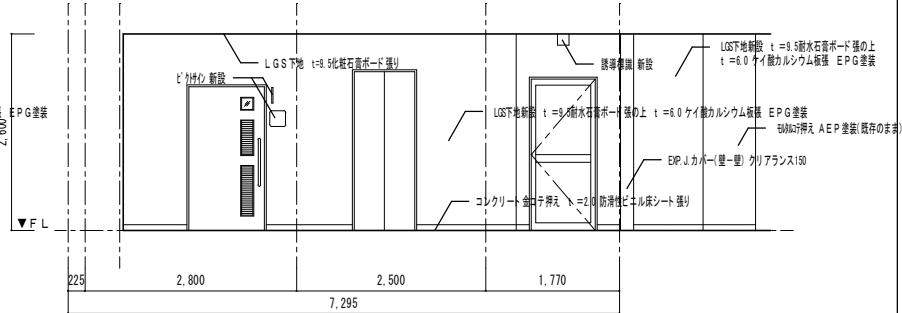 LGS下地新設 t=9.5耐水石膏ボード張の上
t=6.0 ケイ酸カルシウム板張 EPG塗装
LGS下地 t=9.5化粧石膏ボード張り
誘導標識 新設
ピクトサイン 新設
EPG塗装
2,600
LGS下地新設 t=9.5耐水石膏ボード張の上 t=6.0 ケイ酸カルシウム板張 EPG塗装
モルタルコテ押え AEP塗装(既存のまま)
EXP.J.カバー(壁-壁) クリアランス150
コンクリート金コテ押え t=2.0 防滑性ビニル床シート張り
▼FL
225
2,800
2,500
1,770
7,295